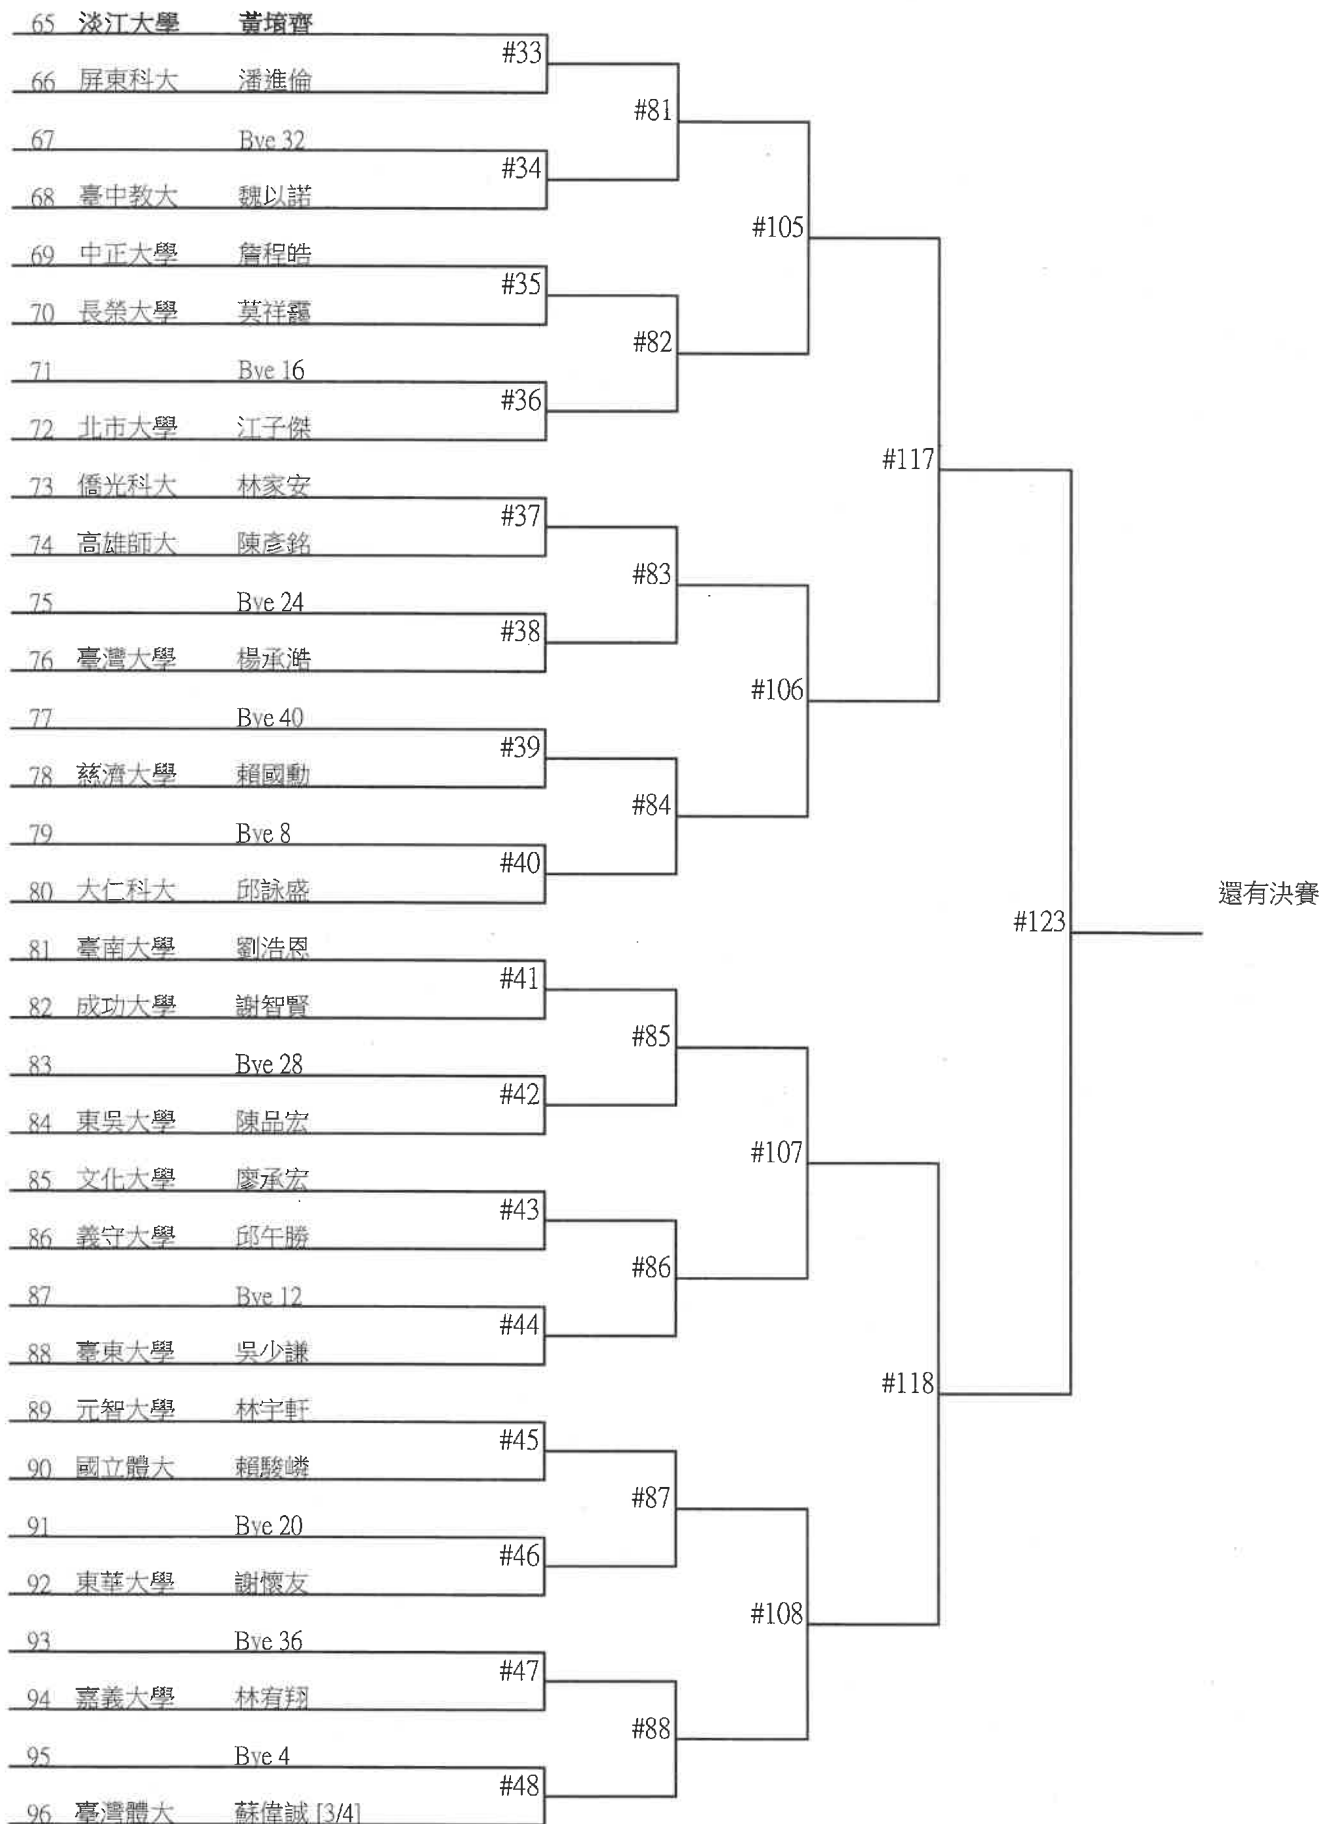 65 淡江大學 黃堉齊
#33
66 屏東科大 潘進倫
#81
67 Bye 32
#34
68 臺中教大 魏以諾
#105
69 中正大學 詹程皓
#35
70 長榮大學 莫祥靄
#82
71 Bye 16
#36
72 北市大學 江子傑
#117
73 僑光科大 林家安
#37
74 高雄師大 陳彥銘
#83
75 Bye 24
#38
76 臺灣大學 楊承澔
#106
77 Bye 40
#39
78 慈濟大學 賴國勳
#84
79 Bye 8
#40
80 大仁科大 邱詠盛
還有決賽
#123
81 臺南大學 劉浩恩
#41
82 成功大學 謝智賢
#85
83 Bye 28
#42
84 東吳大學 陳品宏
#107
85 文化大學 廖承宏
#43
86 義守大學 邱午勝
#86
87 Bye 12
#44
88 臺東大學 吳少謙
#118
89 元智大學 林宇軒
#45
90 國立體大 賴駿嶙
#87
91 Bye 20
#46
92 東華大學 謝懷友
#108
93 Bye 36
#47
94 嘉義大學 林宥翔
#88
95 Bye 4
#48
96 臺灣體大 蘇偉誠 [3/4]